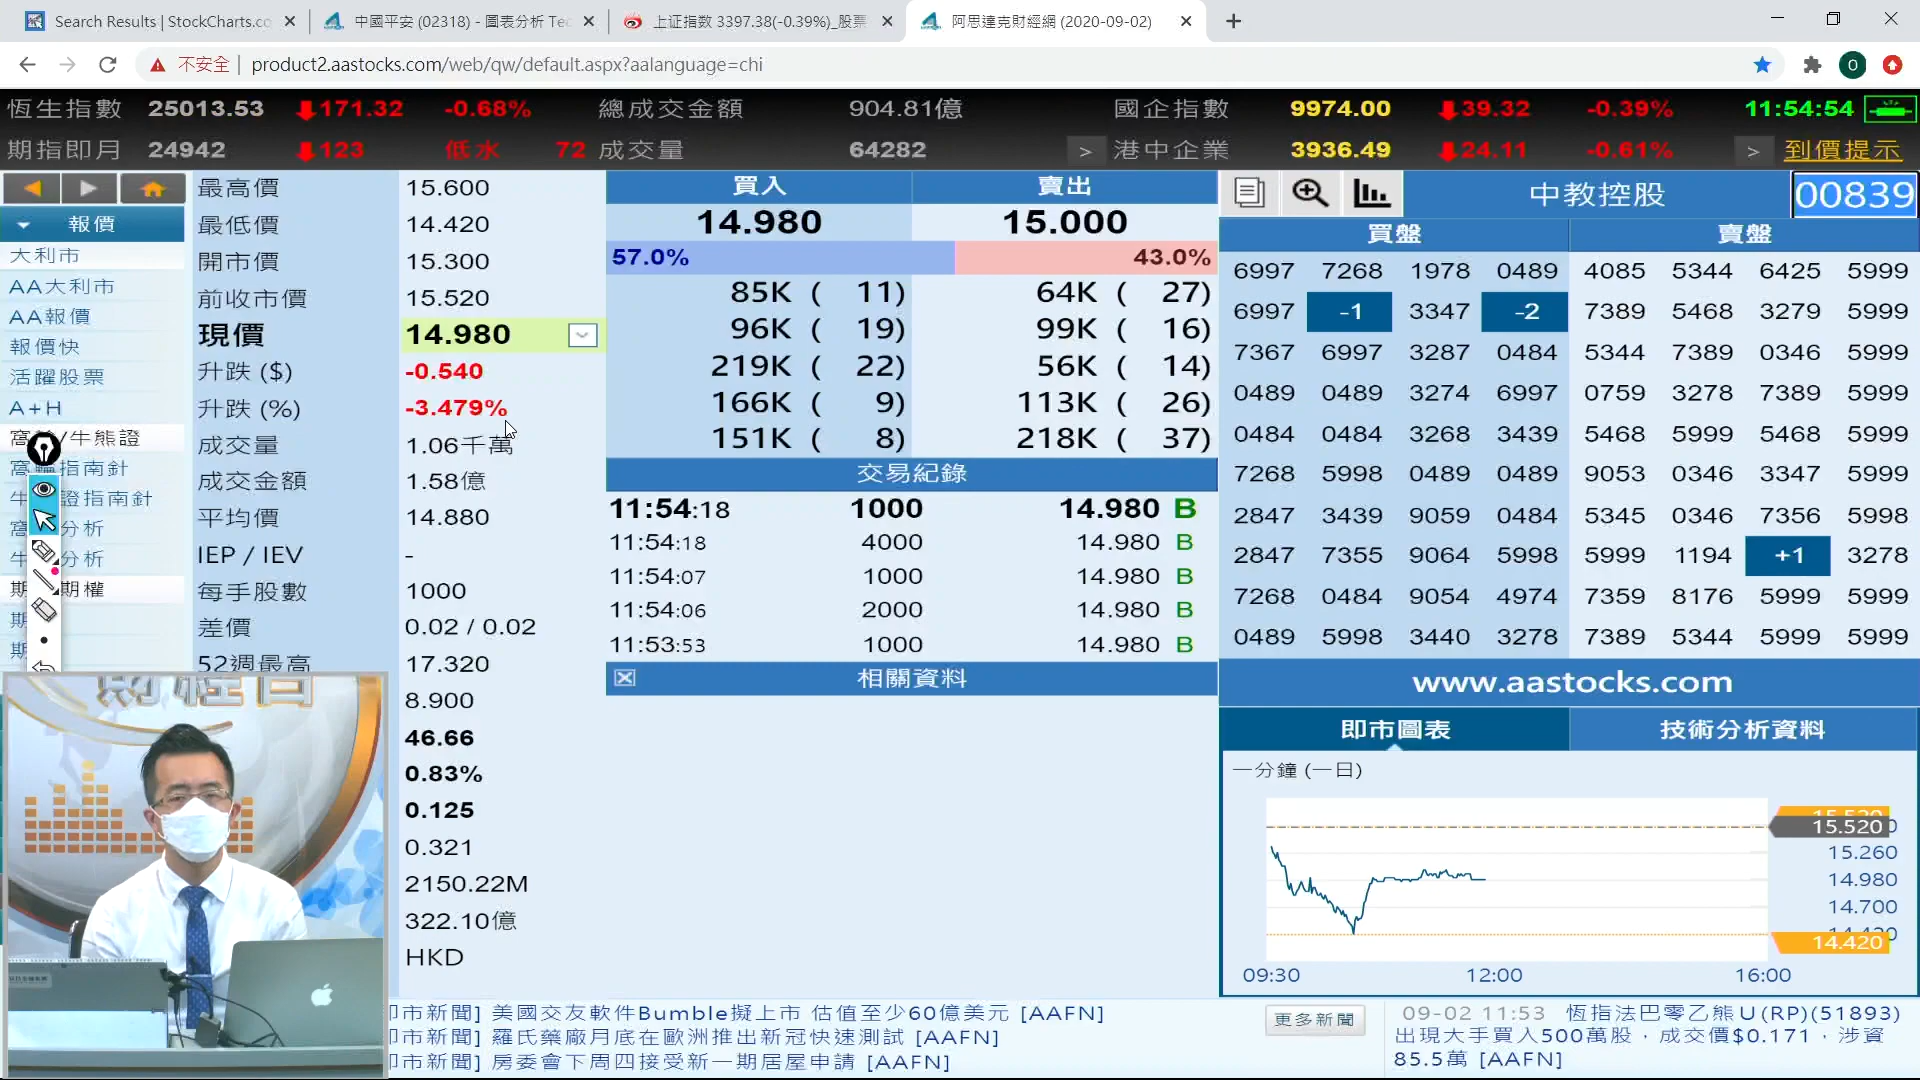 Search Results | StockCharts.co
中國平安 (02318) - 圖表分析 Tec
上证指数 3397.38(-0.39%)_股票
阿思達克財經網 (2020-09-02)
不安全 | product2.aastocks.com/web/qw/default.aspx?aalanguage=chi
O
恆生指數 25013.53 171.32 -0.68% 總成交金額 904.81億 國企指數 9974.00 39.32 -0.39% 11:54:54
期指即月 24942 123 低水 72 成交量 64282 > 港中企業 3936.49 24.11 -0.61% > 到價提示
報價
大利市
AA大利市
AA報價
報價快
活躍股票
A+H
/牛熊證
窩輪指南針
證指南針
分析
分析
期權
最高價 15.600
最低價 14.420
開市價 15.300
前收市價 15.520
現價 14.980
升跌 ($) -0.540
升跌 (%) -3.479%
成交量 1.06千萬
成交金額 1.58億
平均價 14.880
IEP / IEV -
每手股數 1000
差價 0.02 / 0.02
52週最高 17.320
8.900
46.66
0.83%
0.125
0.321
2150.22M
322.10億
HKD
買入 賣出
14.980 15.000
57.0% 43.0%
85K ( 11) 64K ( 27)
96K ( 19) 99K ( 16)
219K ( 22) 56K ( 14)
166K ( 9) 113K ( 26)
151K ( 8) 218K ( 37)
交易紀錄
11:54:18 1000 14.980 B
11:54:18 4000 14.980 B
11:54:07 1000 14.980 B
11:54:06 2000 14.980 B
11:53:53 1000 14.980 B
相關資料
中教控股 00839
買盤 賣盤
6997 7268 1978 0489 4085 5344 6425 5999
6997 -1 3347 -2 7389 5468 3279 5999
7367 6997 3287 0484 5344 7389 0346 5999
0489 0489 3274 6997 0759 3278 7389 5999
0484 0484 3268 3439 5468 5999 5468 5999
7268 5998 0489 0489 9053 0346 3347 5999
2847 3439 9059 0484 5345 0346 7356 5998
2847 7355 9064 5998 5999 1194 +1 3278
7268 0484 9054 4974 7359 8176 5999 5999
0489 5998 3440 3278 7389 5344 5999 5999
www.aastocks.com
即市圖表 技術分析資料
一分鐘 (一日)
15.520
15.260
14.980
14.700
14.420
09:30 12:00 16:00
即市新聞] 美國交友軟件Bumble擬上市 估值至少60億美元 [AAFN]
即市新聞] 羅氏藥廠月底在歐洲推出新冠快速測試 [AAFN]
即市新聞] 房委會下周四接受新一期居屋申請 [AAFN]
更多新聞
09-02 11:53 恆指法巴零乙熊U(RP)(51893)
出現大手買入500萬股，成交價$0.171，涉資
85.5萬 [AAFN]